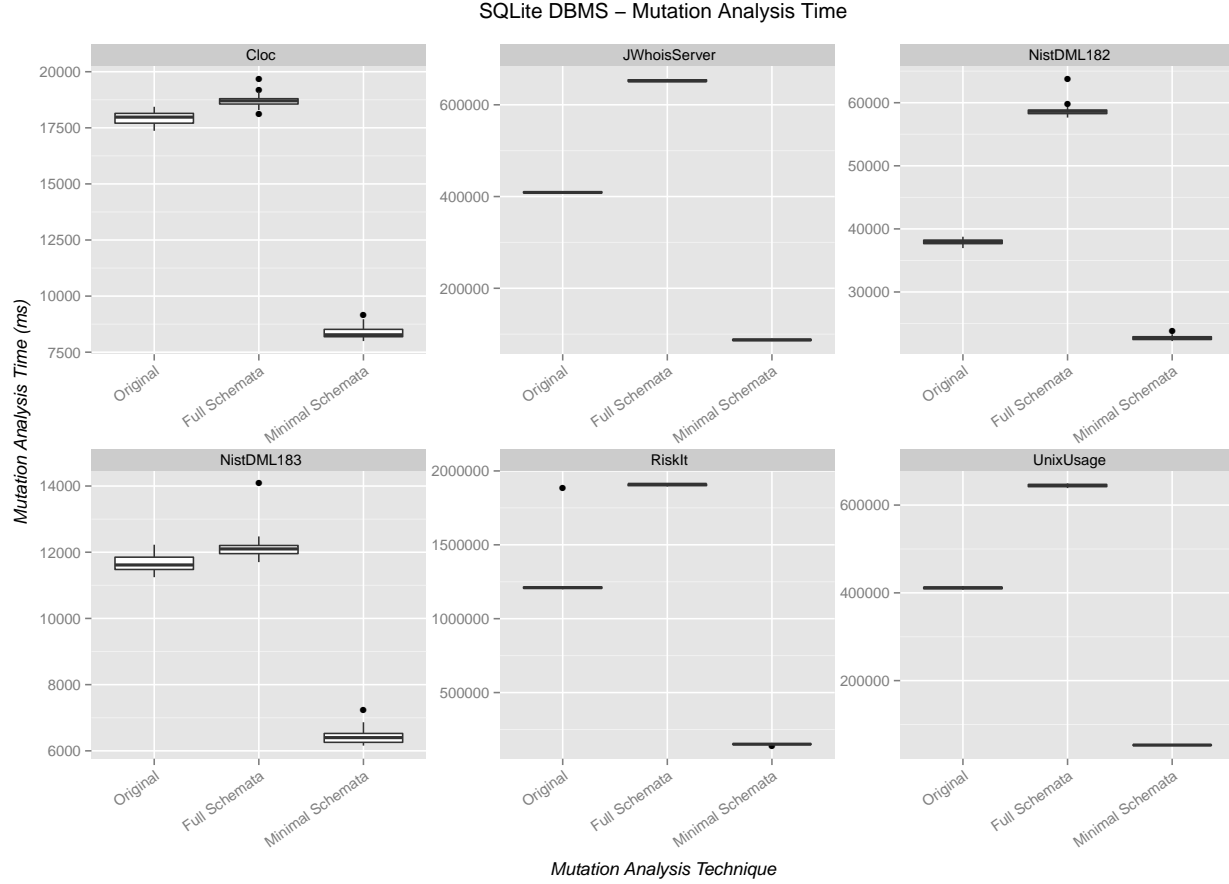 SQLite DBMS − Mutation Analysis Time
Mutation Analysis Time (ms)
Cloc
20000
17500
15000
12500
10000
7500
Original
Full Schemata
Minimal Schemata
JWhoisServer
600000
400000
200000
Original
Full Schemata
Minimal Schemata
NistDML182
60000
50000
40000
30000
Original
Full Schemata
Minimal Schemata
NistDML183
14000
12000
10000
8000
6000
Original
Full Schemata
Minimal Schemata
RiskIt
2000000
1500000
1000000
500000
Original
Full Schemata
Minimal Schemata
UnixUsage
600000
400000
200000
Original
Full Schemata
Minimal Schemata
Mutation Analysis Technique